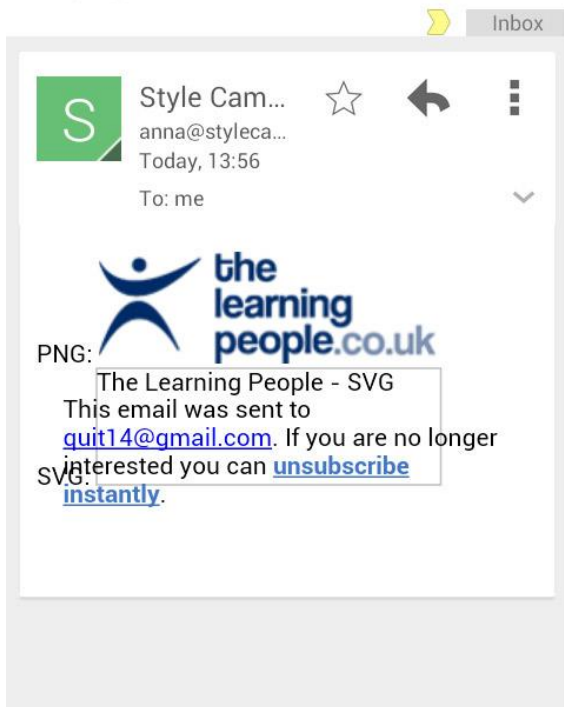 Inbox
S
Style Cam...
anna@styleca...
Today, 13:56
To: me
the
learning
people.co.uk
PNG:
The Learning People - SVG
This email was sent to
quit14@gmail.com. If you are no longer
interested you can unsubscribe
SVG:
instantly.